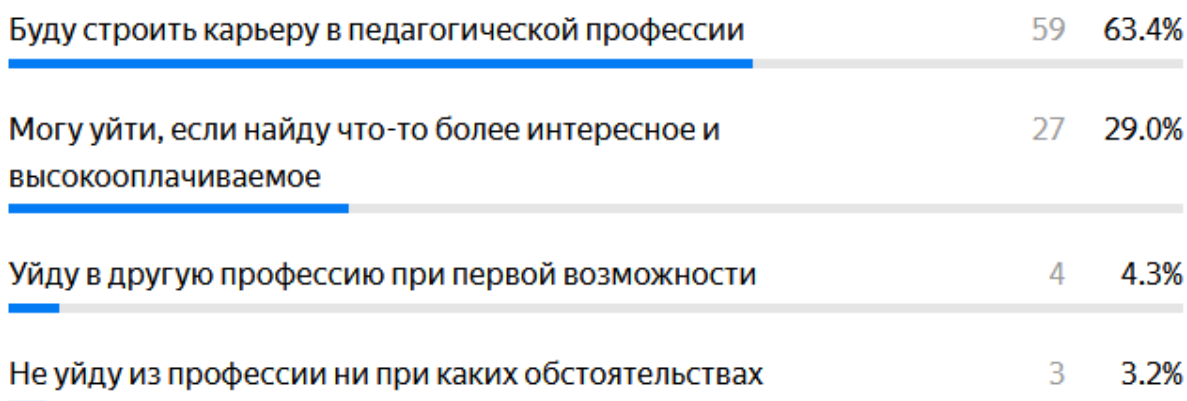 Буду строить карьеру в педагогической профессии 59 63.4%
Могу уйти, если найду что-то более интересное и 27 29.0%
высокооплачиваемое
Уйду в другую профессию при первой возможности 4 4.3%
Не уйду из профессии ни при каких обстоятельствах 3 3.2%